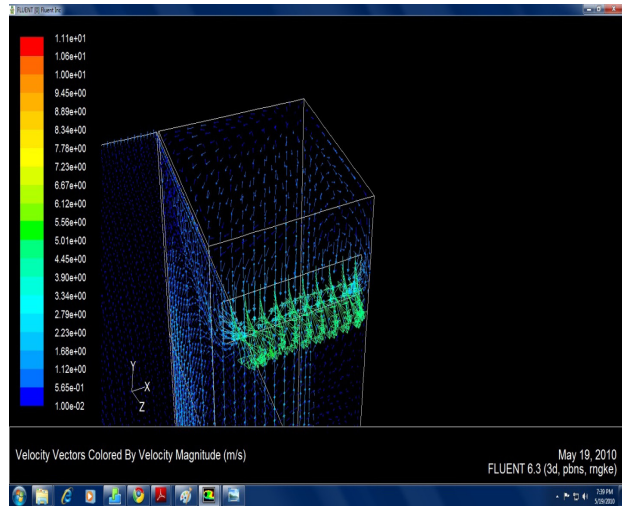 FLUENT [0] Fluent Inc
1.11e+01
1.06e+01
1.00e+01
9.45e+00
8.89e+00
8.34e+00
7.78e+00
7.23e+00
6.67e+00
6.12e+00
5.56e+00
5.01e+00
4.45e+00
3.90e+00
3.34e+00
2.79e+00
2.23e+00
1.68e+00
1.12e+00
5.65e-01
1.00e-02
Y
X
Z
Velocity Vectors Colored By Velocity Magnitude (m/s)
May 19, 2010
FLUENT 6.3 (3d, pbns, rngke)
7:39 PM
5/19/2010